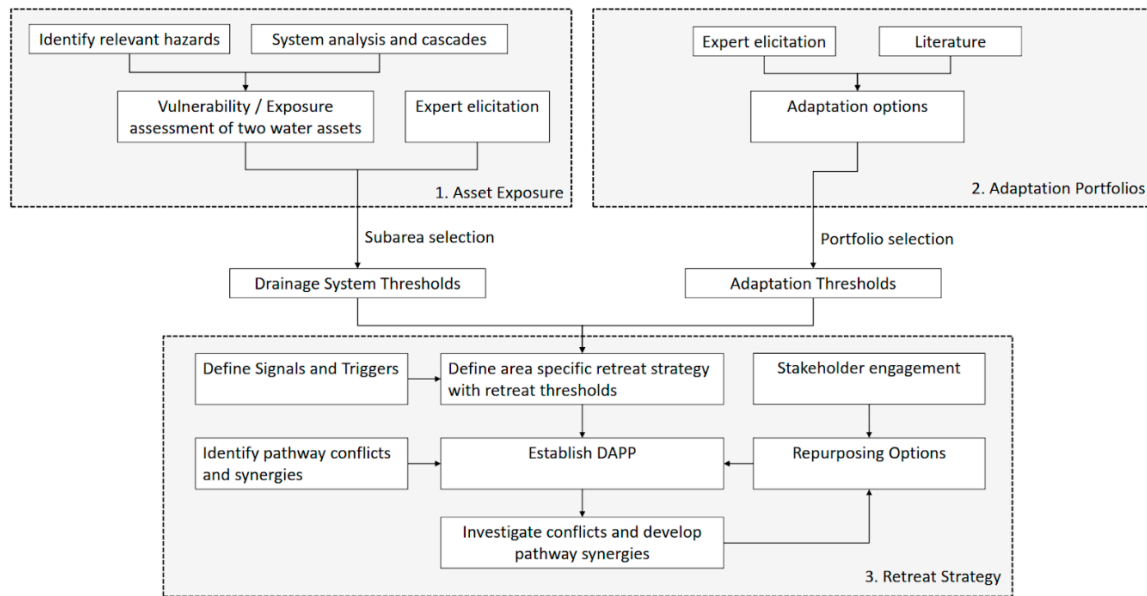 Identify relevant hazards
System analysis and cascades
Vulnerability / Exposure
assessment of two water assets
Expert elicitation
1. Asset Exposure
Expert elicitation
Literature
Adaptation options
2. Adaptation Portfolios
Subarea selection
Portfolio selection
Drainage System Thresholds
Adaptation Thresholds
Define Signals and Triggers
Define area specific retreat strategy
with retreat thresholds
Stakeholder engagement
Identify pathway conflicts
and synergies
Establish DAPP
Repurposing Options
Investigate conflicts and develop
pathway synergies
3. Retreat Strategy